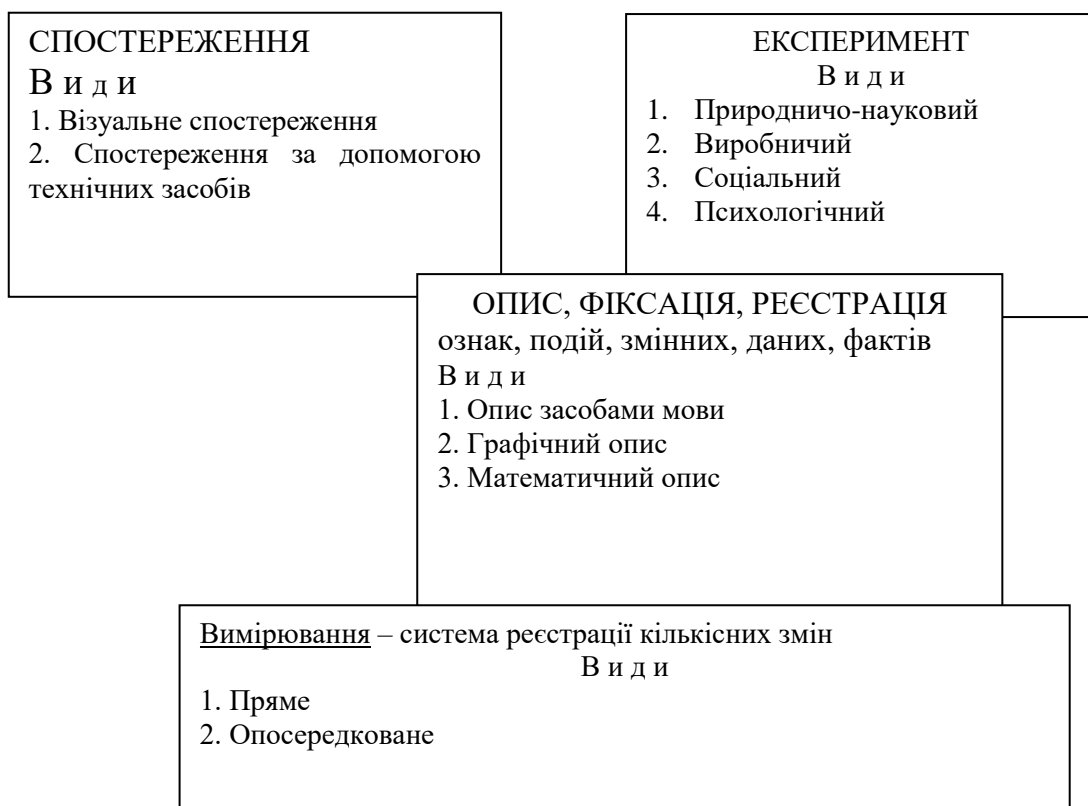 СПОСТЕРЕЖЕННЯ
В и д и
1. Візуальне спостереження
2. Спостереження за допомогою
технічних засобів
ЕКСПЕРИМЕНТ
В и д и
1. Природничо-науковий
2. Виробничий
3. Соціальний
4. Психологічний
ОПИС, ФІКСАЦІЯ, РЕЄСТРАЦІЯ
ознак, подій, змінних, даних, фактів
В и д и
1. Опис засобами мови
2. Графічний опис
3. Математичний опис
Вимірювання – система реєстрації кількісних змін
В и д и
1. Пряме
2. Опосередковане